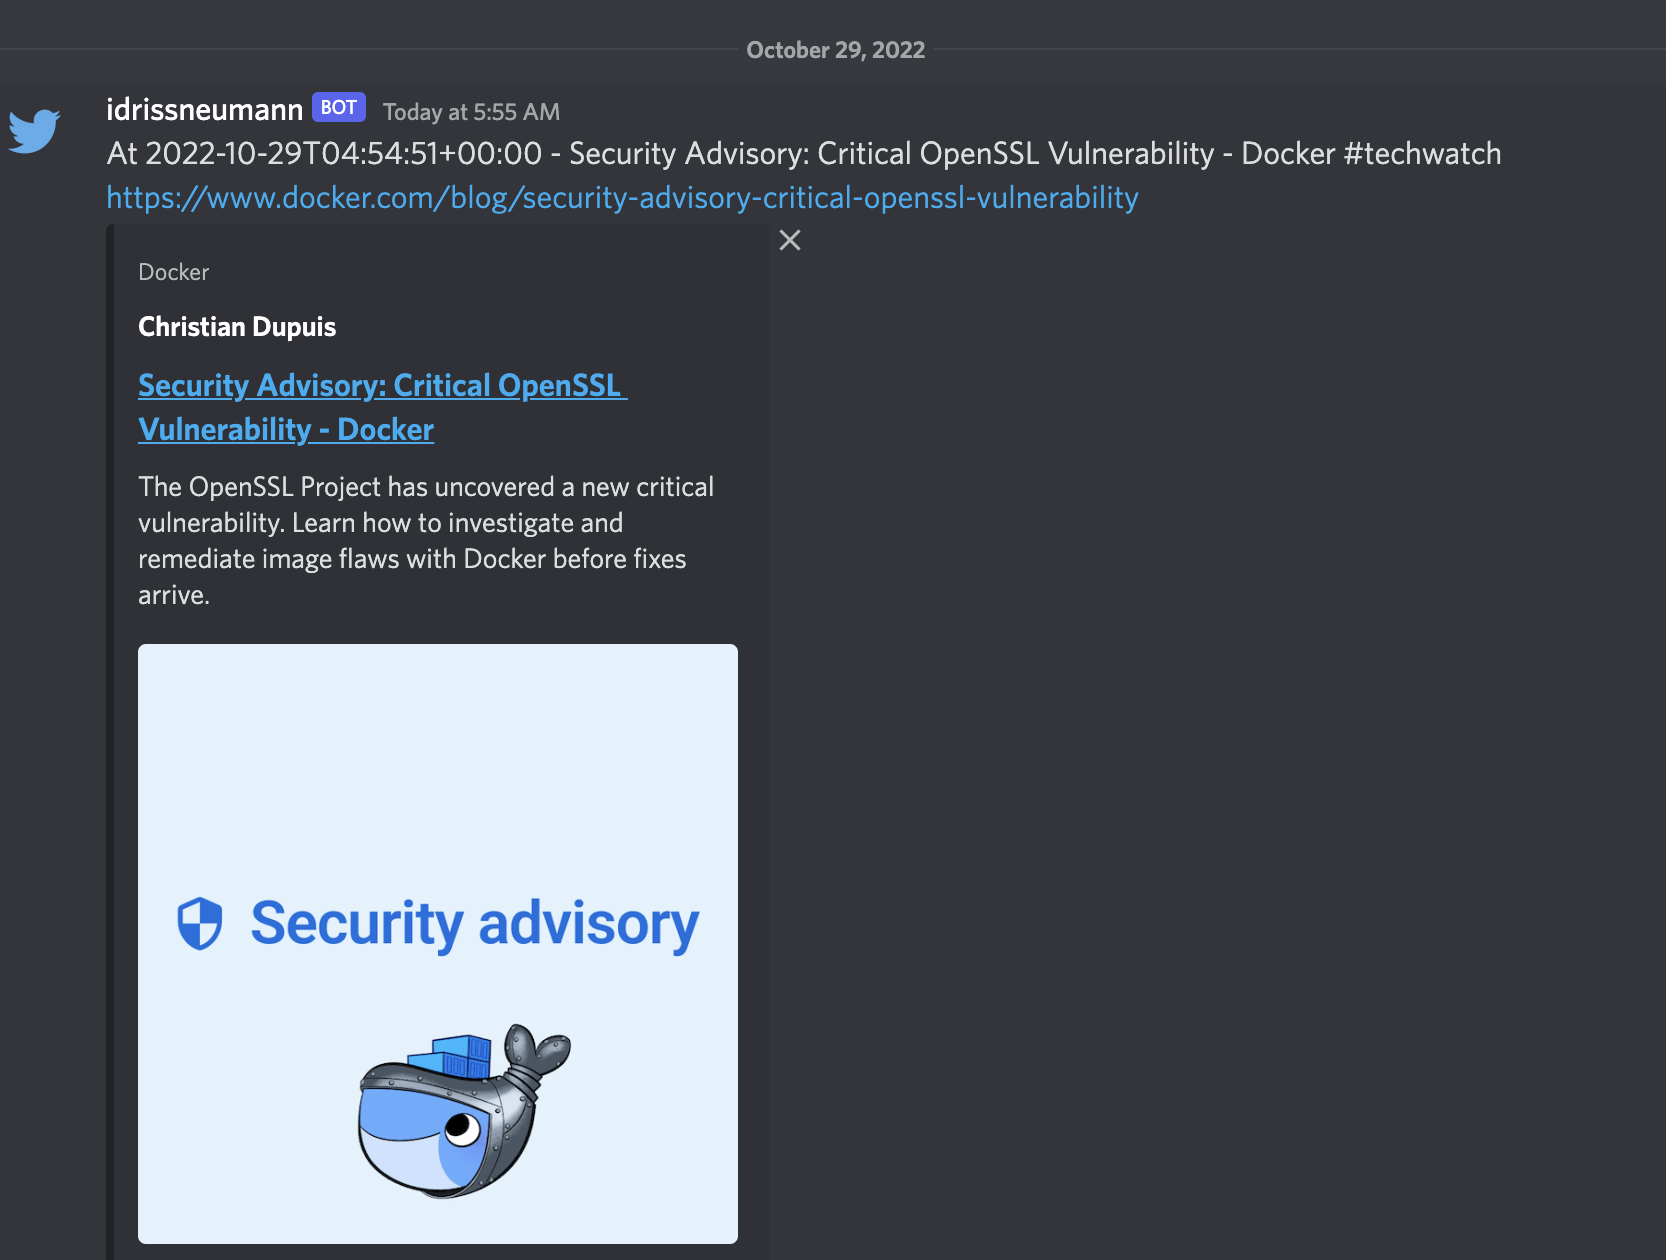 October 29, 2022
idrissneumann BOT Today at 5:55 AM
At 2022-10-29T04:54:51+00:00 - Security Advisory: Critical OpenSSL Vulnerability - Docker #techwatch
https://www.docker.com/blog/security-advisory-critical-openssl-vulnerability
Docker
Christian Dupuis
Security Advisory: Critical OpenSSL
Vulnerability - Docker
The OpenSSL Project has uncovered a new critical
vulnerability. Learn how to investigate and
remediate image flaws with Docker before fixes
arrive.
Security advisory